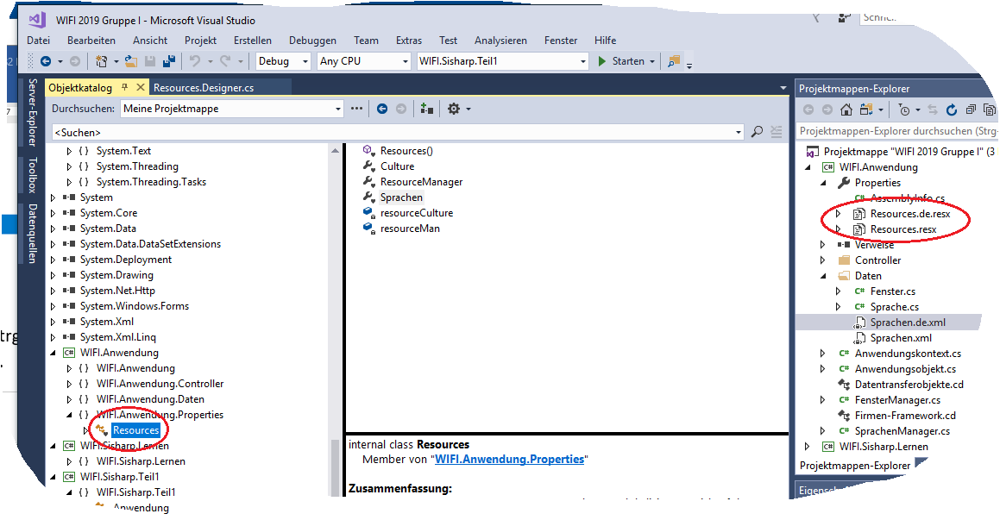 WIFI 2019 Gruppe I - Microsoft Visual Studio
Datei Bearbeiten Ansicht Projekt Erstellen Debuggen Team Extras Test Analysieren Fenster Hilfe
Debug Any CPU WIFI.Sisharp.Teil1 Starten
Server-Explorer
Toolbox
Datenquellen
Objektkatalog Resources.Designer.cs
Durchsuchen: Meine Projektmappe
<Suchen>
{ } System.Text
{ } System.Threading
{ } System.Threading.Tasks
System
System.Core
System.Data
System.Data.DataSetExtensions
System.Deployment
System.Drawing
System.Net.Http
System.Windows.Forms
System.Xml
System.Xml.Linq
C# WIFI.Anwendung
{ } WIFI.Anwendung
{ } WIFI.Anwendung.Controller
{ } WIFI.Anwendung.Daten
{ } WIFI.Anwendung.Properties
Resources
C# WIFI.Sisharp.Lernen
{ } WIFI.Sisharp.Lernen
C# WIFI.Sisharp.Teil1
{ } WIFI.Sisharp.Teil1
Anwendung
Resources()
Culture
ResourceManager
Sprachen
resourceCulture
resourceMan
internal class Resources
Member von "WIFI.Anwendung.Properties"
Zusammenfassung:
Projektmappen-Explorer
Projektmappen-Explorer durchsuchen (Strg-
Projektmappe "WIFI 2019 Gruppe I" (3
C# WIFI.Anwendung
Properties
C# AssemblyInfo.cs
Resources.de.resx
Resources.resx
Verweise
Controller
Daten
C# Fenster.cs
C# Sprache.cs
Sprachen.de.xml
Sprachen.xml
C# Anwendungskontext.cs
C# Anwendungsobjekt.cs
Datentransferobjekte.cd
C# FensterManager.cs
Firmen-Framework.cd
C# SprachenManager.cs
C# WIFI.Sisharp.Lernen
Projektmappen-Explorer